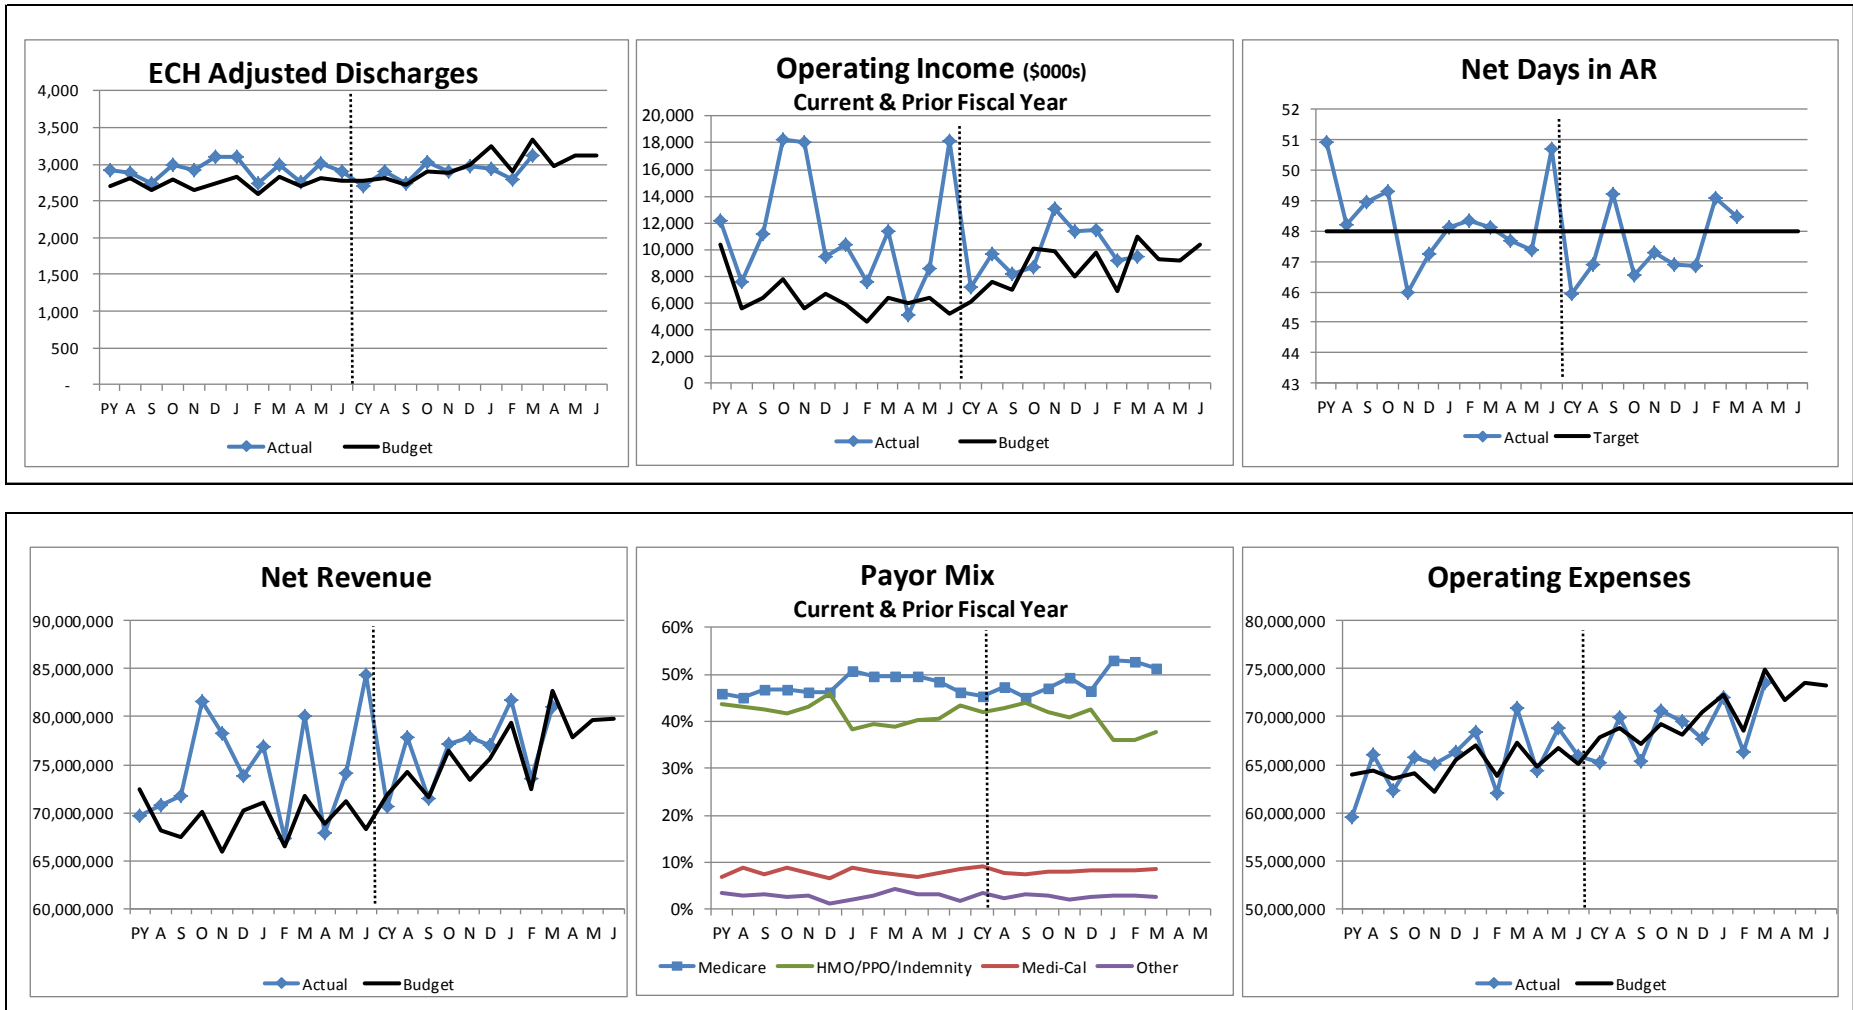 ECH Adjusted Discharges
4,000
3,500
3,000
2,500
2,000
1,500
1,000
500
-
PY A S O N D J F M A M J CY A S O N D J F M A M J
Actual Budget
Operating Income ($000s)
Current & Prior Fiscal Year
20,000
18,000
16,000
14,000
12,000
10,000
8,000
6,000
4,000
2,000
0
PY A S O N D J F M A M J CY A S O N D J F M A M J
Actual Budget
Net Days in AR
52
51
50
49
48
47
46
45
44
43
PY A S O N D J F M A M J CY A S O N D J F M A M J
Actual Target
Net Revenue
90,000,000
85,000,000
80,000,000
75,000,000
70,000,000
65,000,000
60,000,000
PY A S O N D J F M A M J CY A S O N D J F M A M J
Actual Budget
Payor Mix
Current & Prior Fiscal Year
60%
50%
40%
30%
20%
10%
0%
PY A S O N D J F M A M J CY A S O N D J F M A M
Medicare HMO/PPO/Indemnity Medi-Cal Other
Operating Expenses
80,000,000
75,000,000
70,000,000
65,000,000
60,000,000
55,000,000
50,000,000
PY A S O N D J F M A M J CY A S O N D J F M A M J
Actual Budget